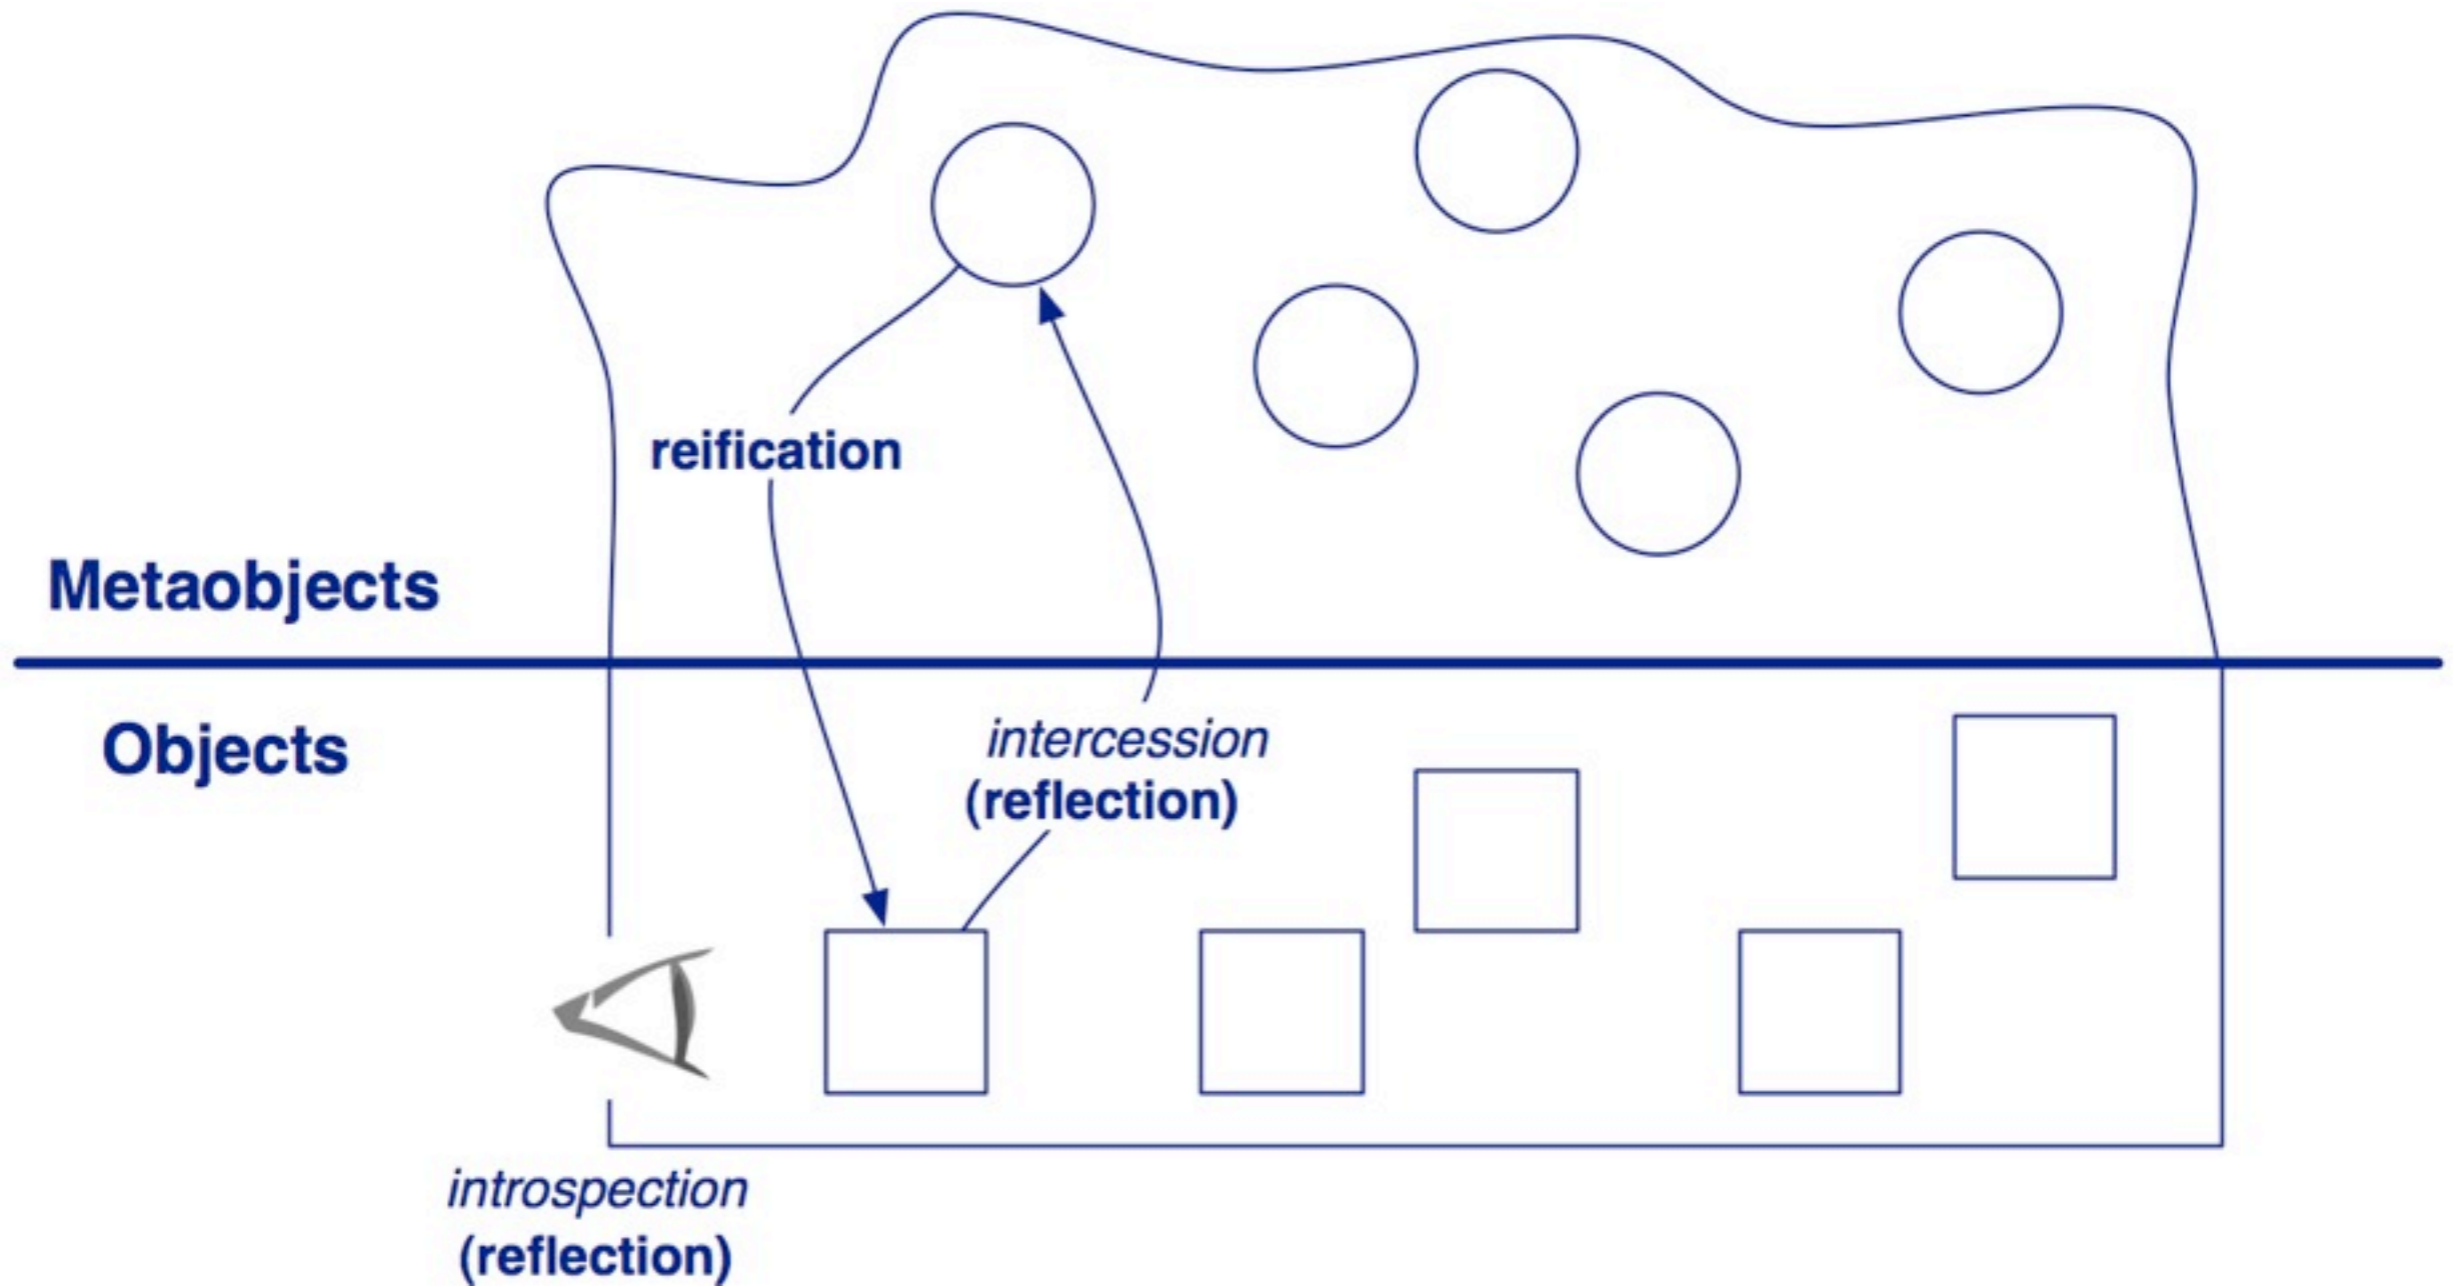 reification
Metaobjects
Objects
intercession
(reflection)
introspection
(reflection)